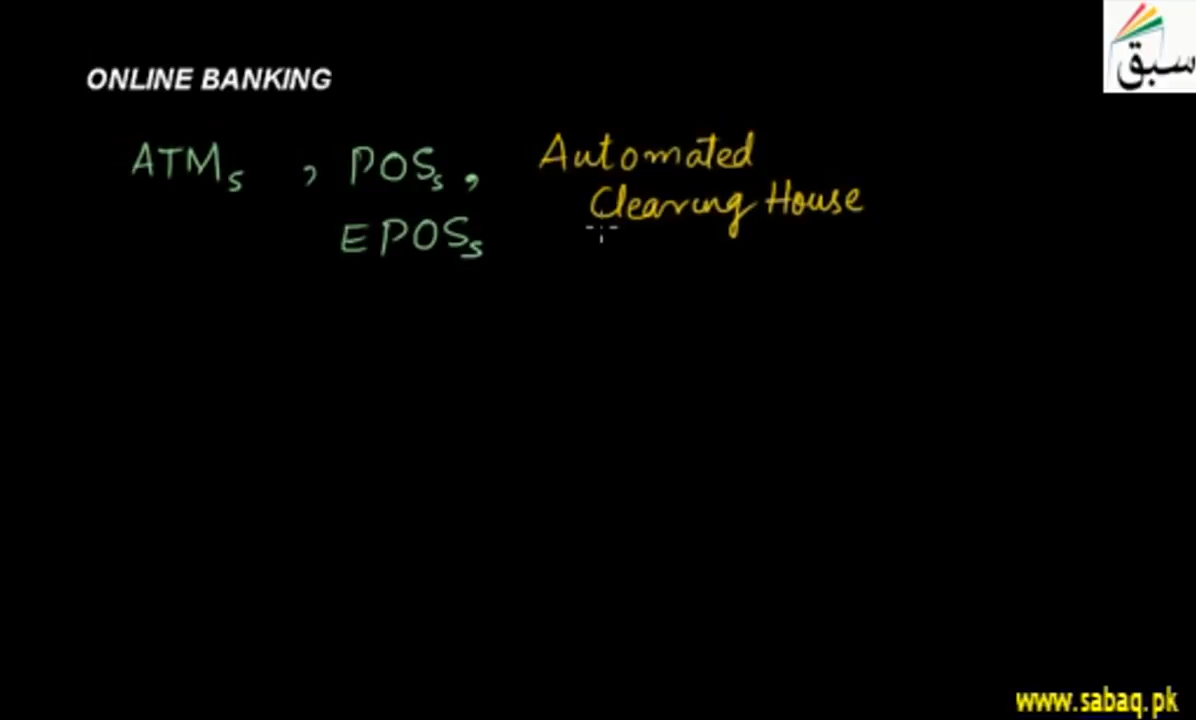 سبق
ONLINE BANKING
ATMs , POSs , Automated
Clearing House
EPOSs
www.sabaq.pk